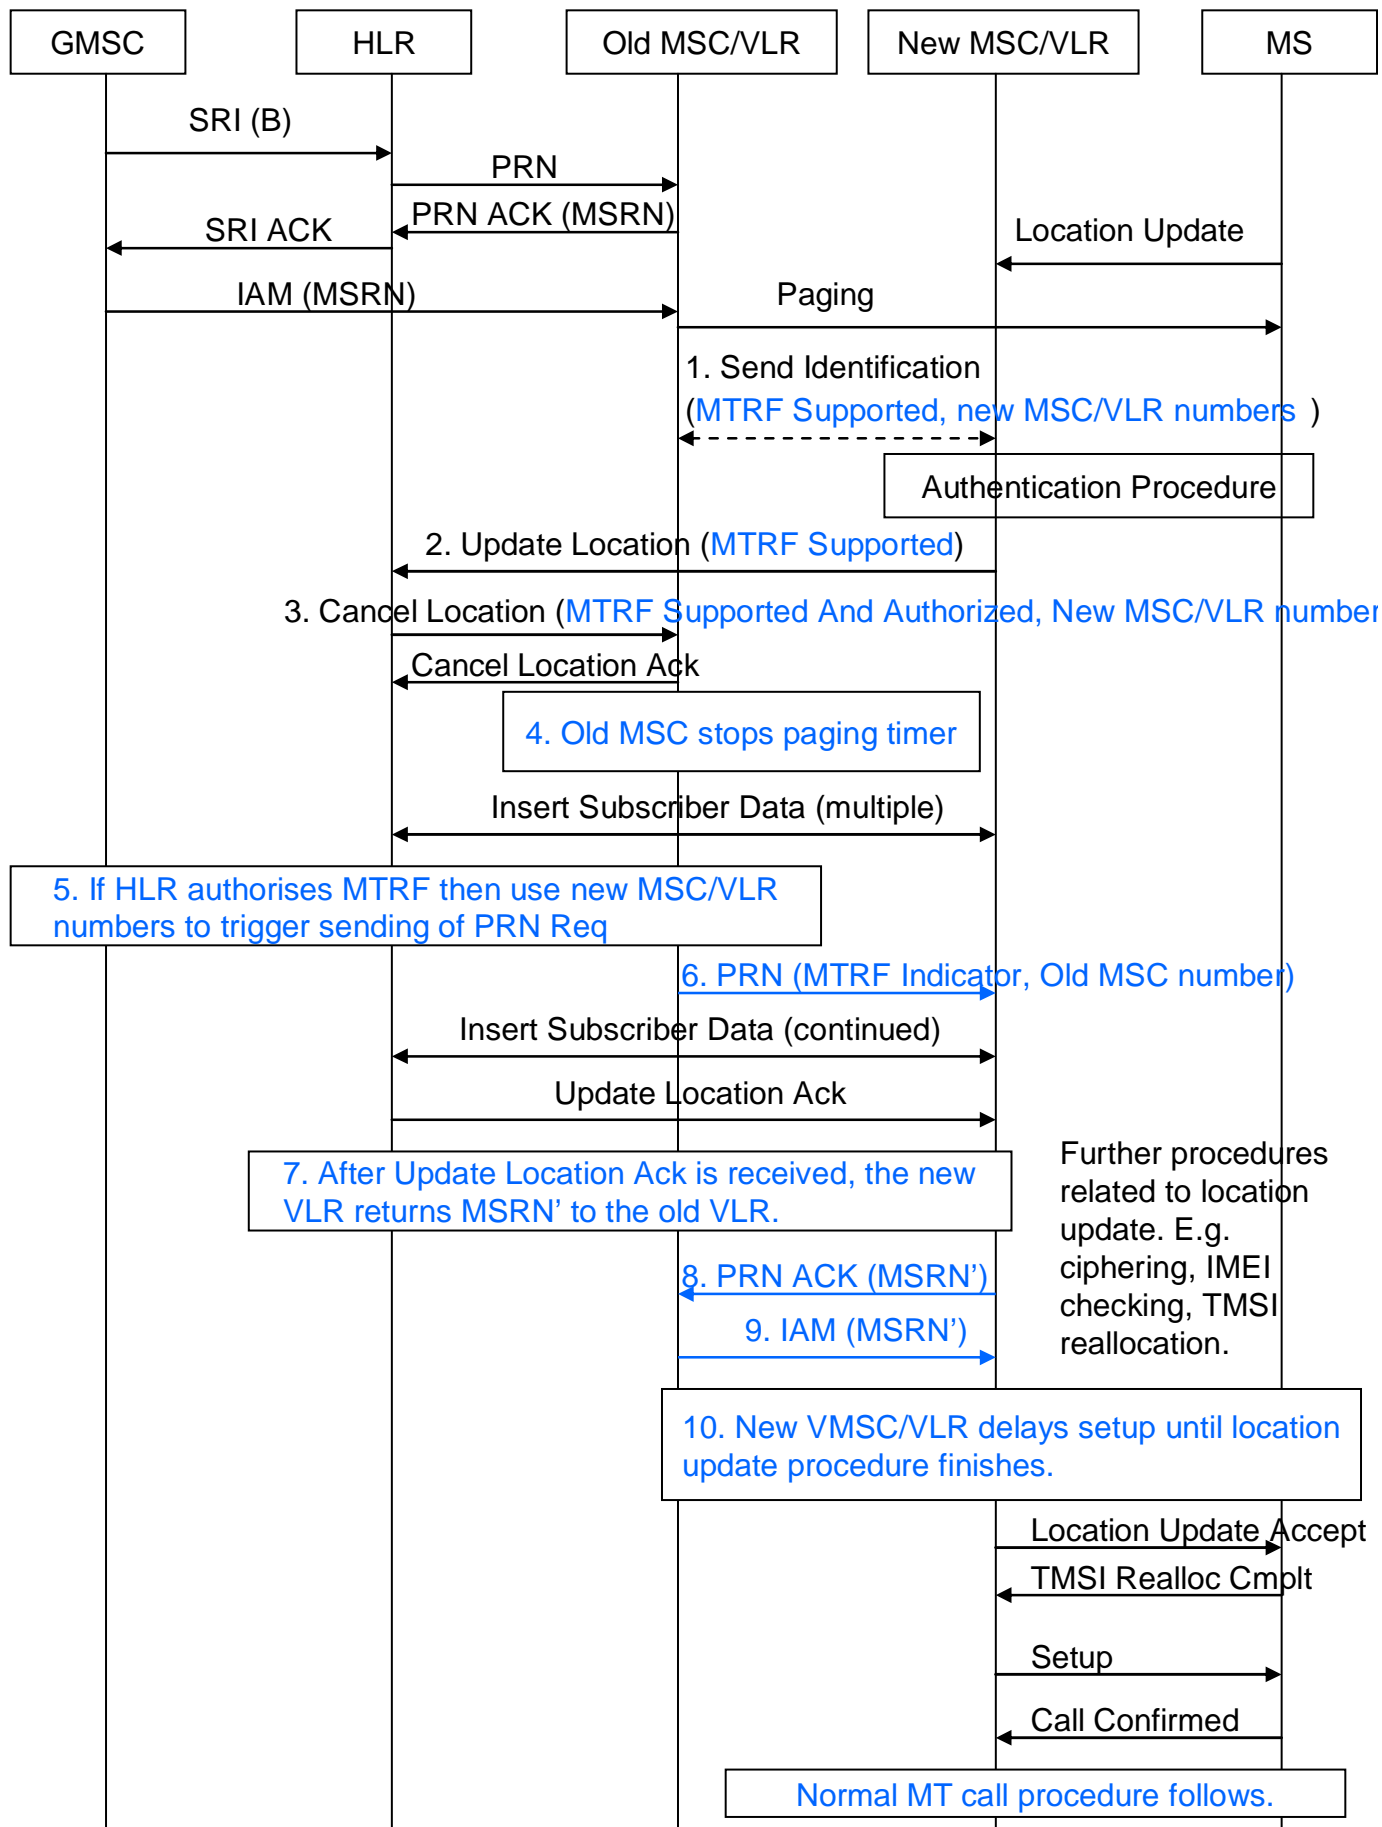 GMSC
HLR
Old MSC/VLR
New MSC/VLR
MS
SRI (B)
PRN
PRN ACK (MSRN)
SRI ACK
Location Update
IAM (MSRN)
Paging
1. Send Identification
(MTRF Supported, new MSC/VLR numbers )
Authentication Procedure
2. Update Location (MTRF Supported)
3. Cancel Location (MTRF Supported And Authorized, New MSC/VLR number
Cancel Location Ack
4. Old MSC stops paging timer
Insert Subscriber Data (multiple)
5. If HLR authorises MTRF then use new MSC/VLR
numbers to trigger sending of PRN Req
6. PRN (MTRF Indicator, Old MSC number)
Insert Subscriber Data (continued)
Update Location Ack
7. After Update Location Ack is received, the new
VLR returns MSRN’ to the old VLR.
Further procedures
related to location
update. E.g.
ciphering, IMEI
checking, TMSI
reallocation.
8. PRN ACK (MSRN’)
9. IAM (MSRN’)
10. New VMSC/VLR delays setup until location
update procedure finishes.
Location Update Accept
TMSI Realloc Cmplt
Setup
Call Confirmed
Normal MT call procedure follows.